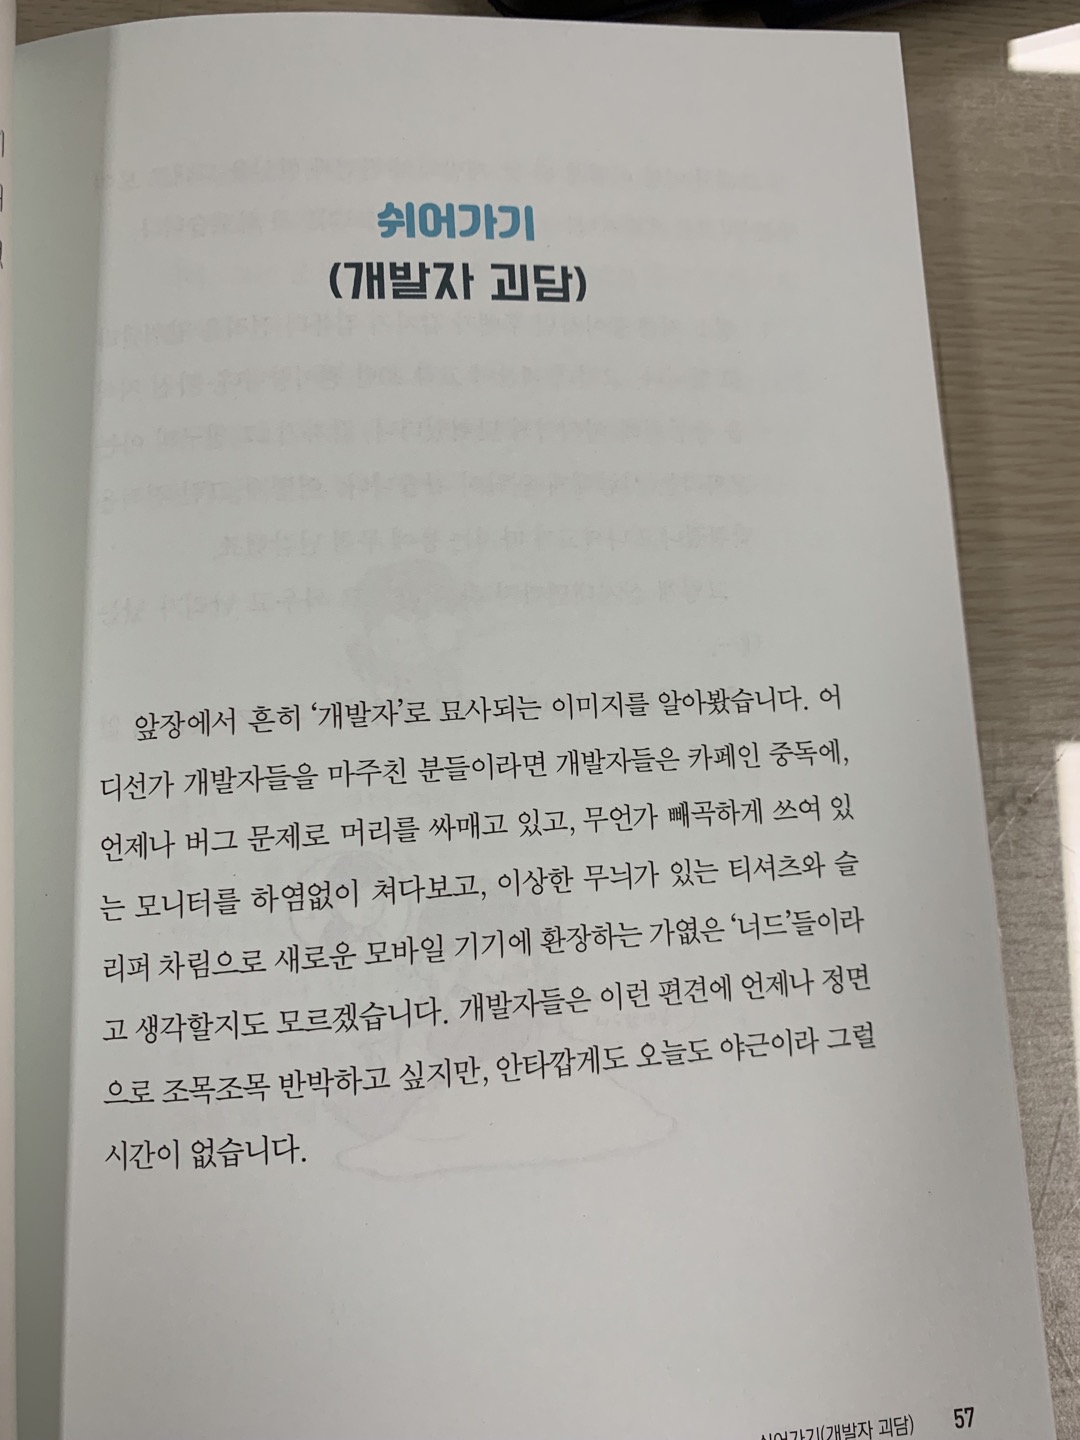 쉬어가기
(개발자 괴담)
앞장에서 흔히 ‘개발자’로 묘사되는 이미지를 알아봤습니다. 어
디선가 개발자들을 마주친 분들이라면 개발자들은 카페인 중독에,
언제나 버그 문제로 머리를 싸매고 있고, 무언가 빼곡하게 쓰여 있
는 모니터를 하염없이 쳐다보고, 이상한 무늬가 있는 티셔츠와 슬
리퍼 차림으로 새로운 모바일 기기에 환장하는 가엾은 ‘너드’들이라
고 생각할지도 모르겠습니다. 개발자들은 이런 편견에 언제나 정면
으로 조목조목 반박하고 싶지만, 안타깝게도 오늘도 야근이라 그럴
시간이 없습니다.
쉬어가기(개발자 괴담) 57